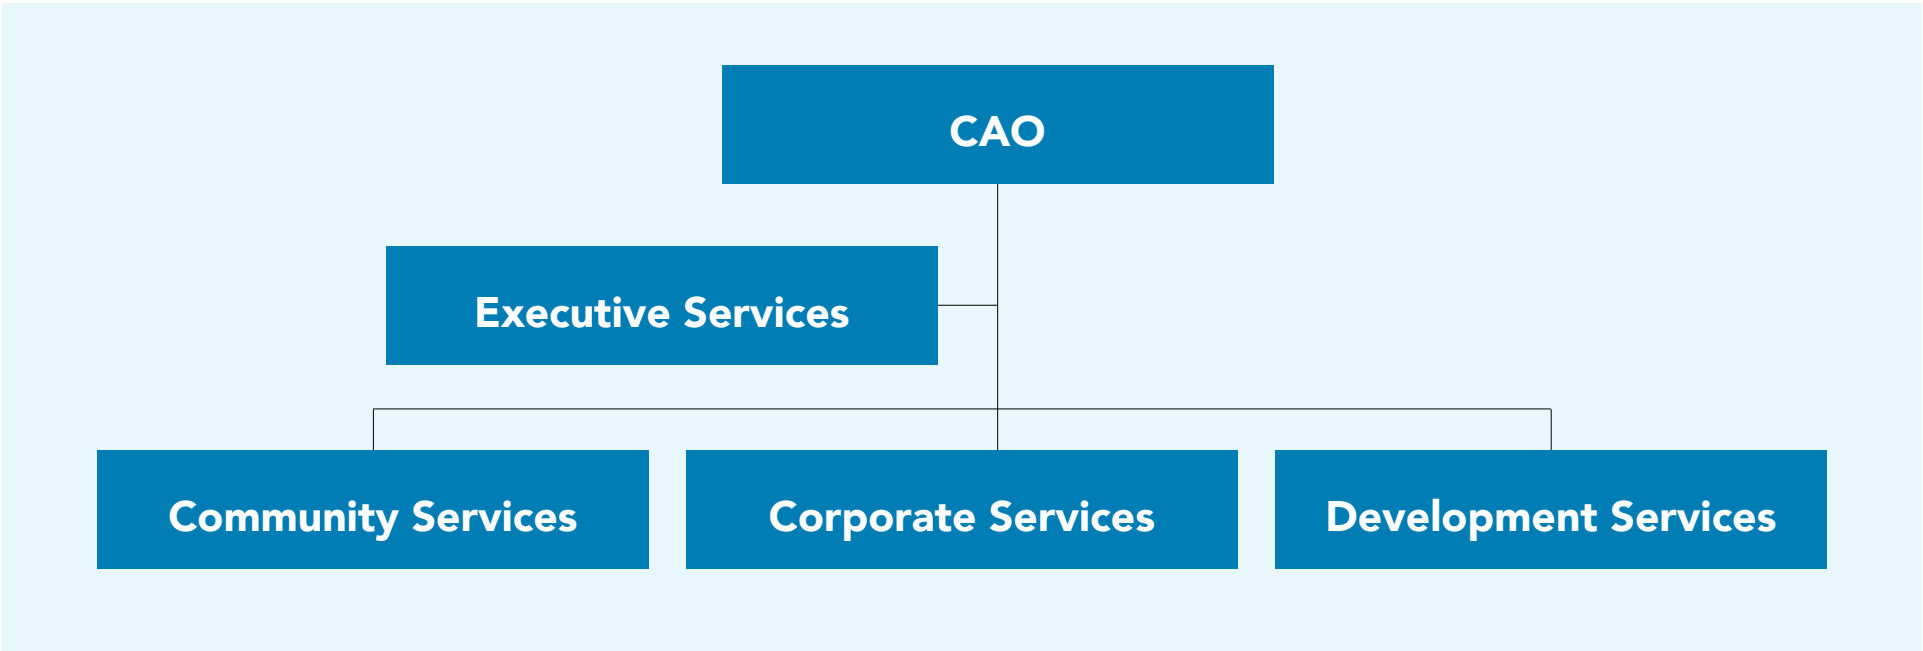 CAO
Executive Services
Community Services
Corporate Services
Development Services